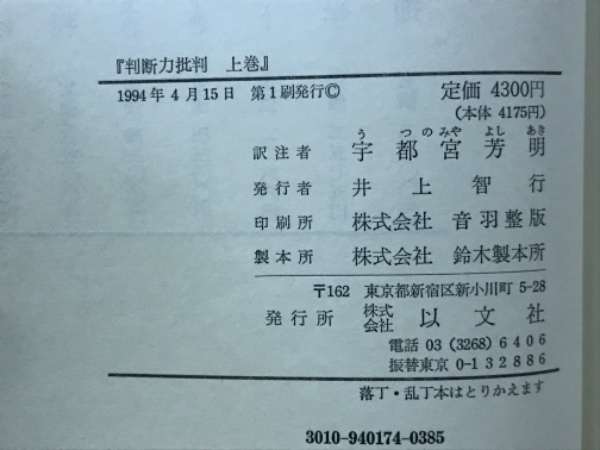 『判断力批判 上巻』
1994年4月15日 第1刷発行© 定価 4300円
(本体 4175円)
う つのみや よし あき
訳注者 宇都宮芳明
発行者 井上智行
印刷所 株式会社 音羽整版
製本所 株式会社 鈴木製本所
〒162 東京都新宿区新小川町 5-28
発行所 株式会社 以文社
電話 03 (3268) 6406
振替東京 0-132886
落丁・乱丁本はとりかえます
3010-940174-0385